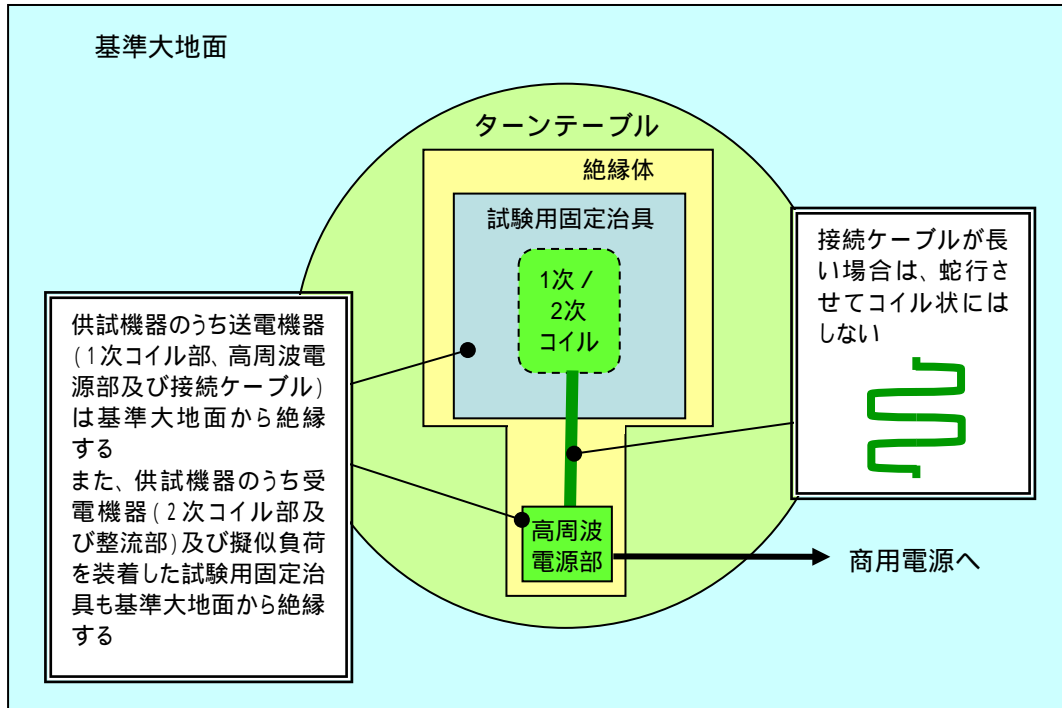 基準大地面
ターンテーブル
絶縁体
試験用固定治具
1次/
2次
コイル
接続ケーブルが長
い場合は、蛇行さ
せてコイル状には
しない
供試機器のうち送電機器
(1次コイル部、高周波電
源部及び接続ケーブル)
は基準大地面から絶縁
する
また、供試機器のうち受
電機器(2次コイル部及
び整流部)及び擬似負荷
を装着した試験用固定治
具も基準大地面から絶縁
する
高周波
電源部
商用電源へ